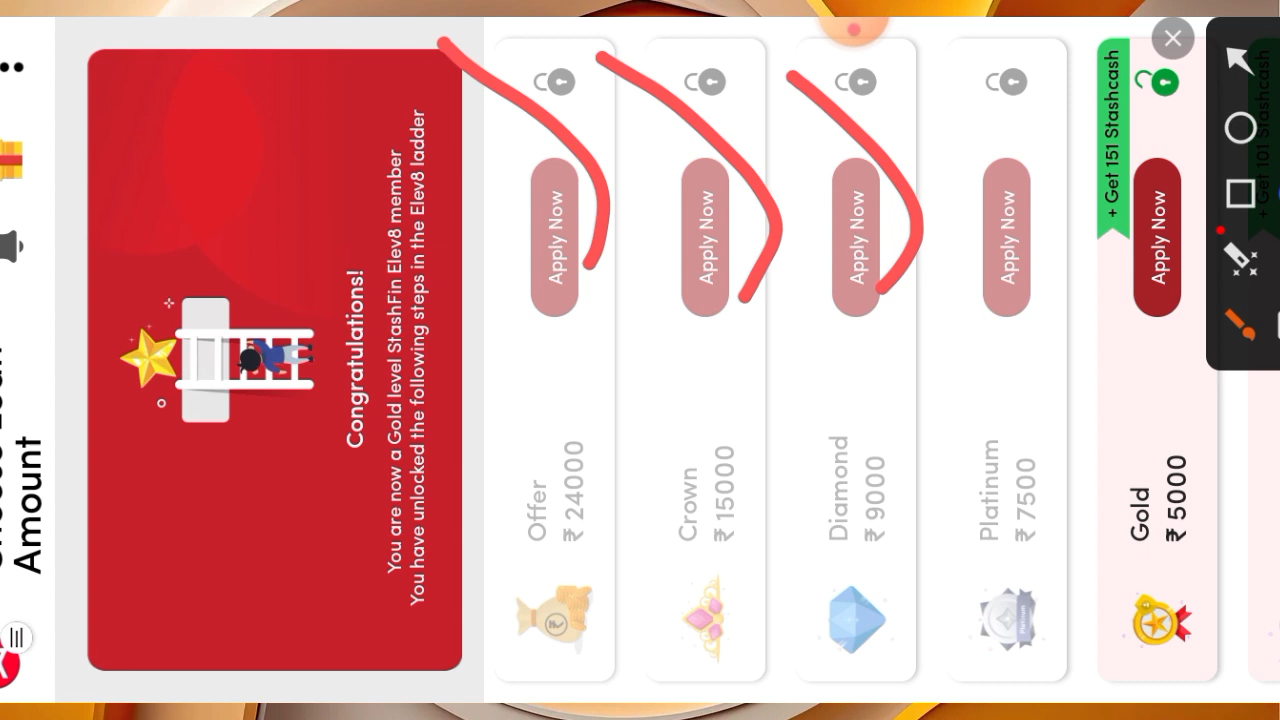 Amount
Congratulations!
You are now a Gold level StashFin Elev8 member
You have unlocked the following steps in the Elev8 ladder
Offer
₹ 24000
Apply Now
Crown
₹ 15000
Apply Now
Diamond
₹ 9000
Apply Now
Platinum
₹ 7500
Platinum
Apply Now
+ Get 151 Stashcash
Gold
₹ 5000
Apply Now
+ Get 101 Stashcash